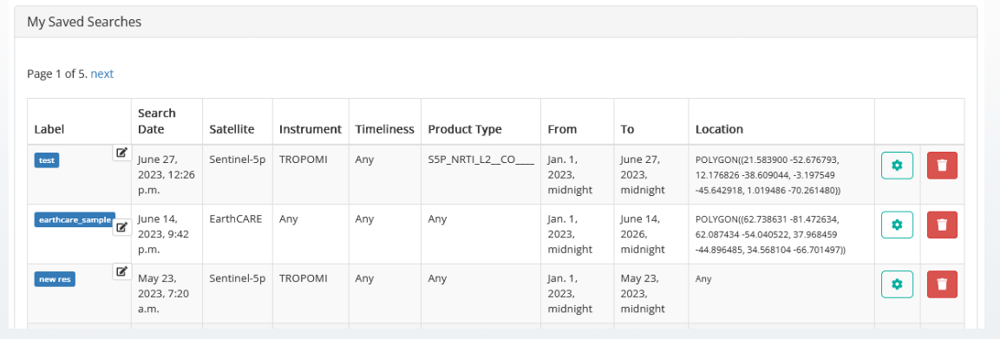 My Saved Searches
Page 1 of 5. next
Label
Search
Date
Satellite
Instrument
Timeliness
Product Type
From
To
Location
test
June 27,
2023, 12:26
p.m.
Sentinel-5p
TROPOMI
Any
S5P_NRTI_L2__CO____
Jan. 1,
2023,
midnight
June 27,
2023,
midnight
POLYGON((21.583900 -52.676793,
12.176826 -38.609044, -3.197549
-45.642918, 1.019486 -70.261480))
earthcare_sample
June 14,
2023, 9:42
p.m.
EarthCARE
Any
Any
Any
Jan. 1,
2023,
midnight
June 14,
2026,
midnight
POLYGON((62.738631 -81.472634,
62.087434 -54.040522, 37.968459
-44.896485, 34.568104 -66.701497))
new res
May 23,
2023, 7:20
a.m.
Sentinel-5p
TROPOMI
Any
Any
Jan. 1,
2023,
midnight
May 23,
2023,
midnight
Any